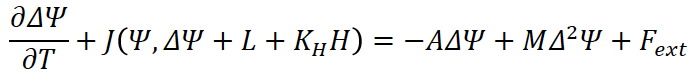 ∂ΔΨ/∂T + J(Ψ, ΔΨ + L + K_H H) = −AΔΨ + MΔ²Ψ + F_ext